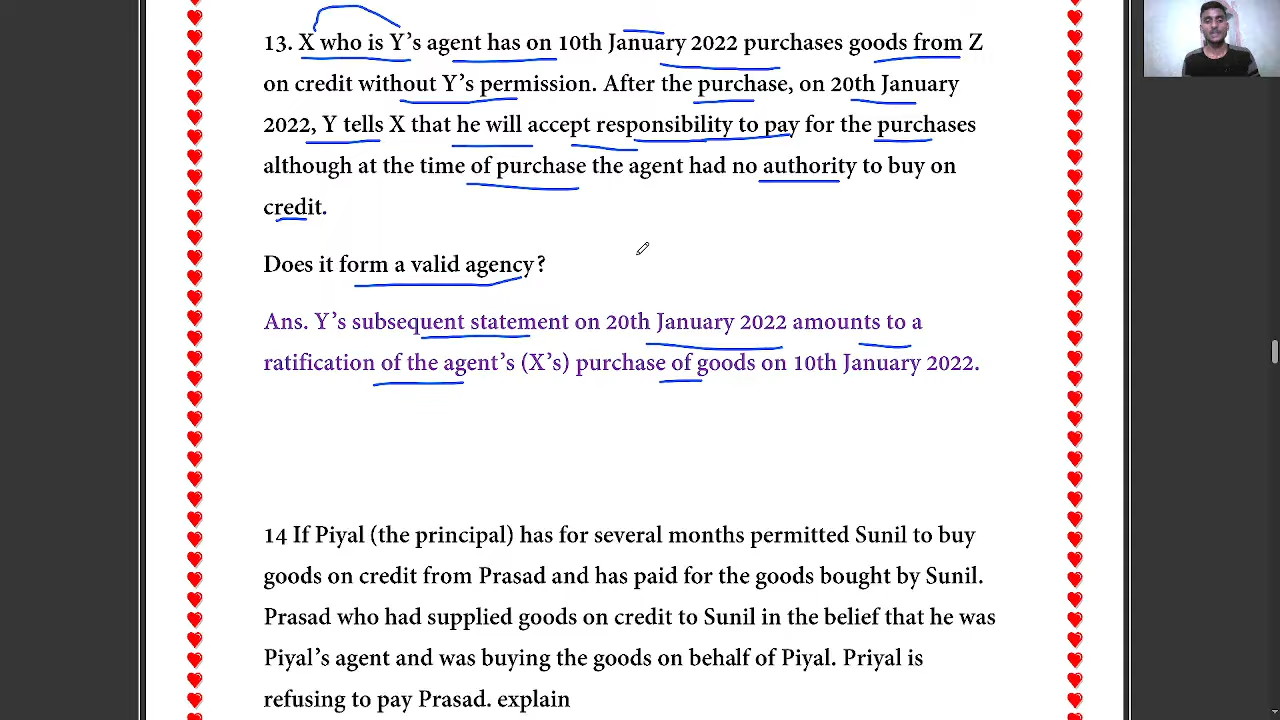 13. X who is Y’s agent has on 10th January 2022 purchases goods from Z
on credit without Y’s permission. After the purchase, on 20th January
2022, Y tells X that he will accept responsibility to pay for the purchases
although at the time of purchase the agent had no authority to buy on
credit.
Does it form a valid agency?
Ans. Y’s subsequent statement on 20th January 2022 amounts to a
ratification of the agent’s (X’s) purchase of goods on 10th January 2022.
14 If Piyal (the principal) has for several months permitted Sunil to buy
goods on credit from Prasad and has paid for the goods bought by Sunil.
Prasad who had supplied goods on credit to Sunil in the belief that he was
Piyal’s agent and was buying the goods on behalf of Piyal. Priyal is
refusing to pay Prasad. explain